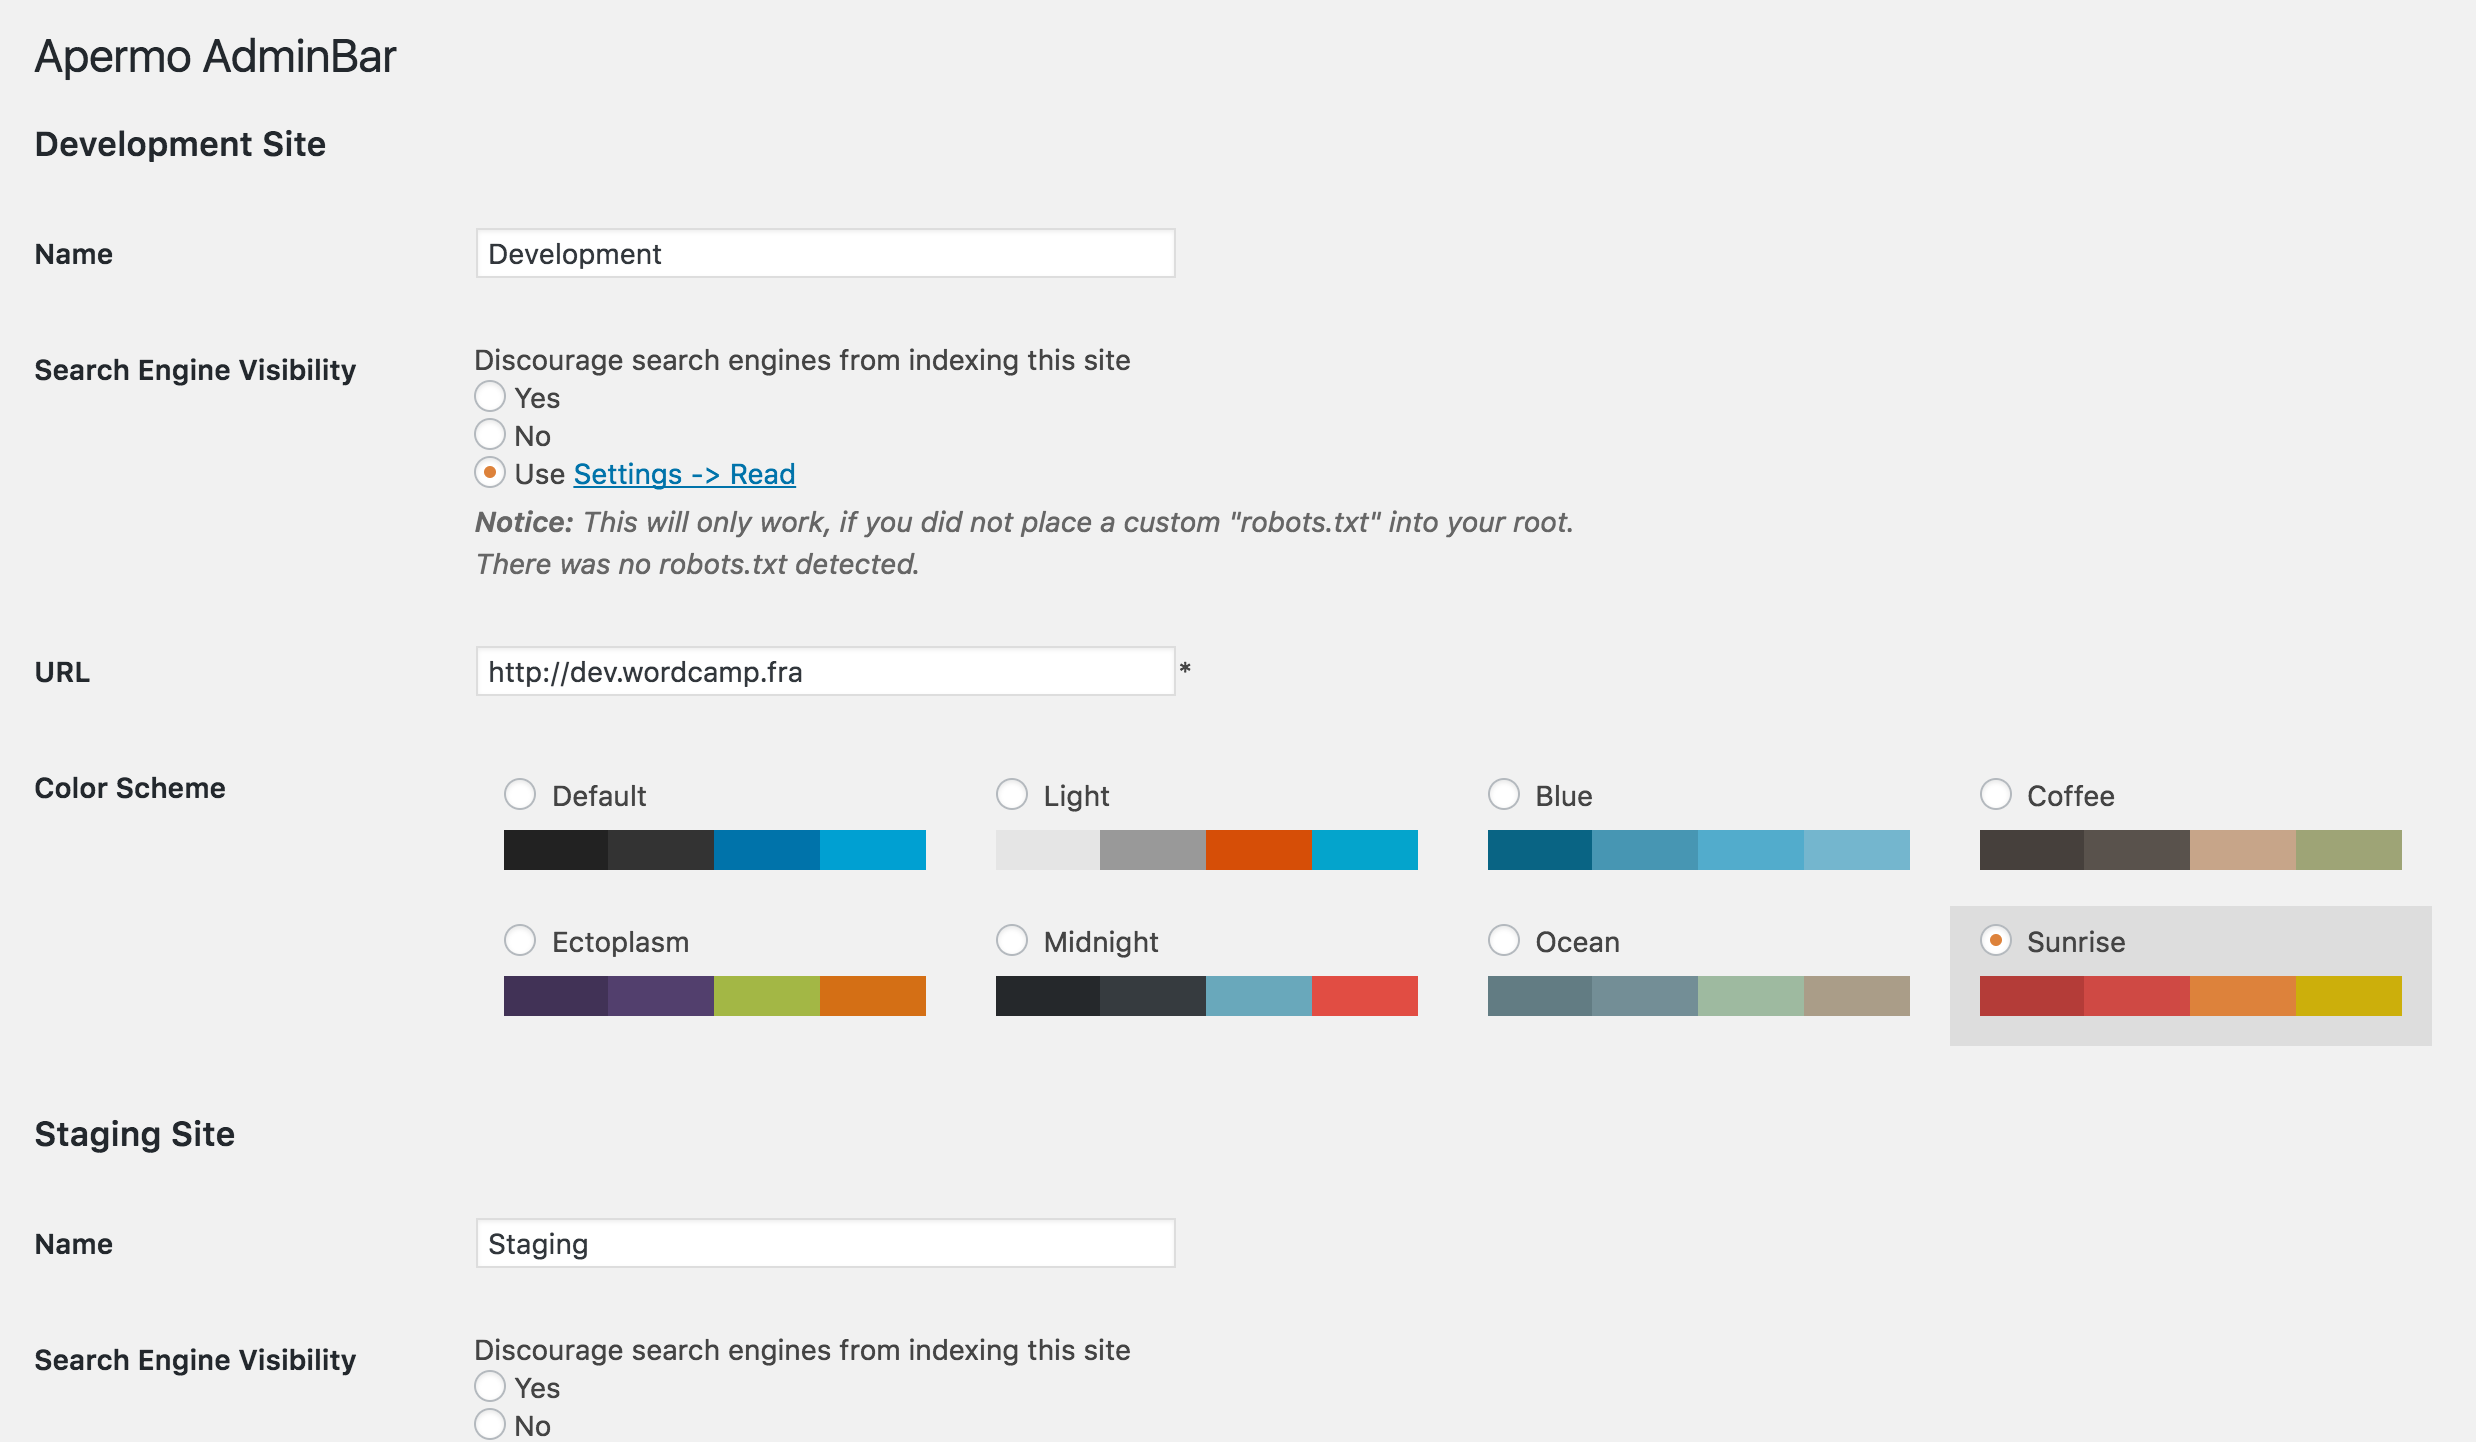 Apermo AdminBar
Development Site
Name
Development
Search Engine Visibility
Discourage search engines from indexing this site
Yes
No
Use Settings -> Read
Notice: This will only work, if you did not place a custom "robots.txt" into your root.
There was no robots.txt detected.
URL
http://dev.wordcamp.fra *
Color Scheme
Default Light Blue Coffee
Ectoplasm Midnight Ocean Sunrise
Staging Site
Name
Staging
Search Engine Visibility
Discourage search engines from indexing this site
Yes
No